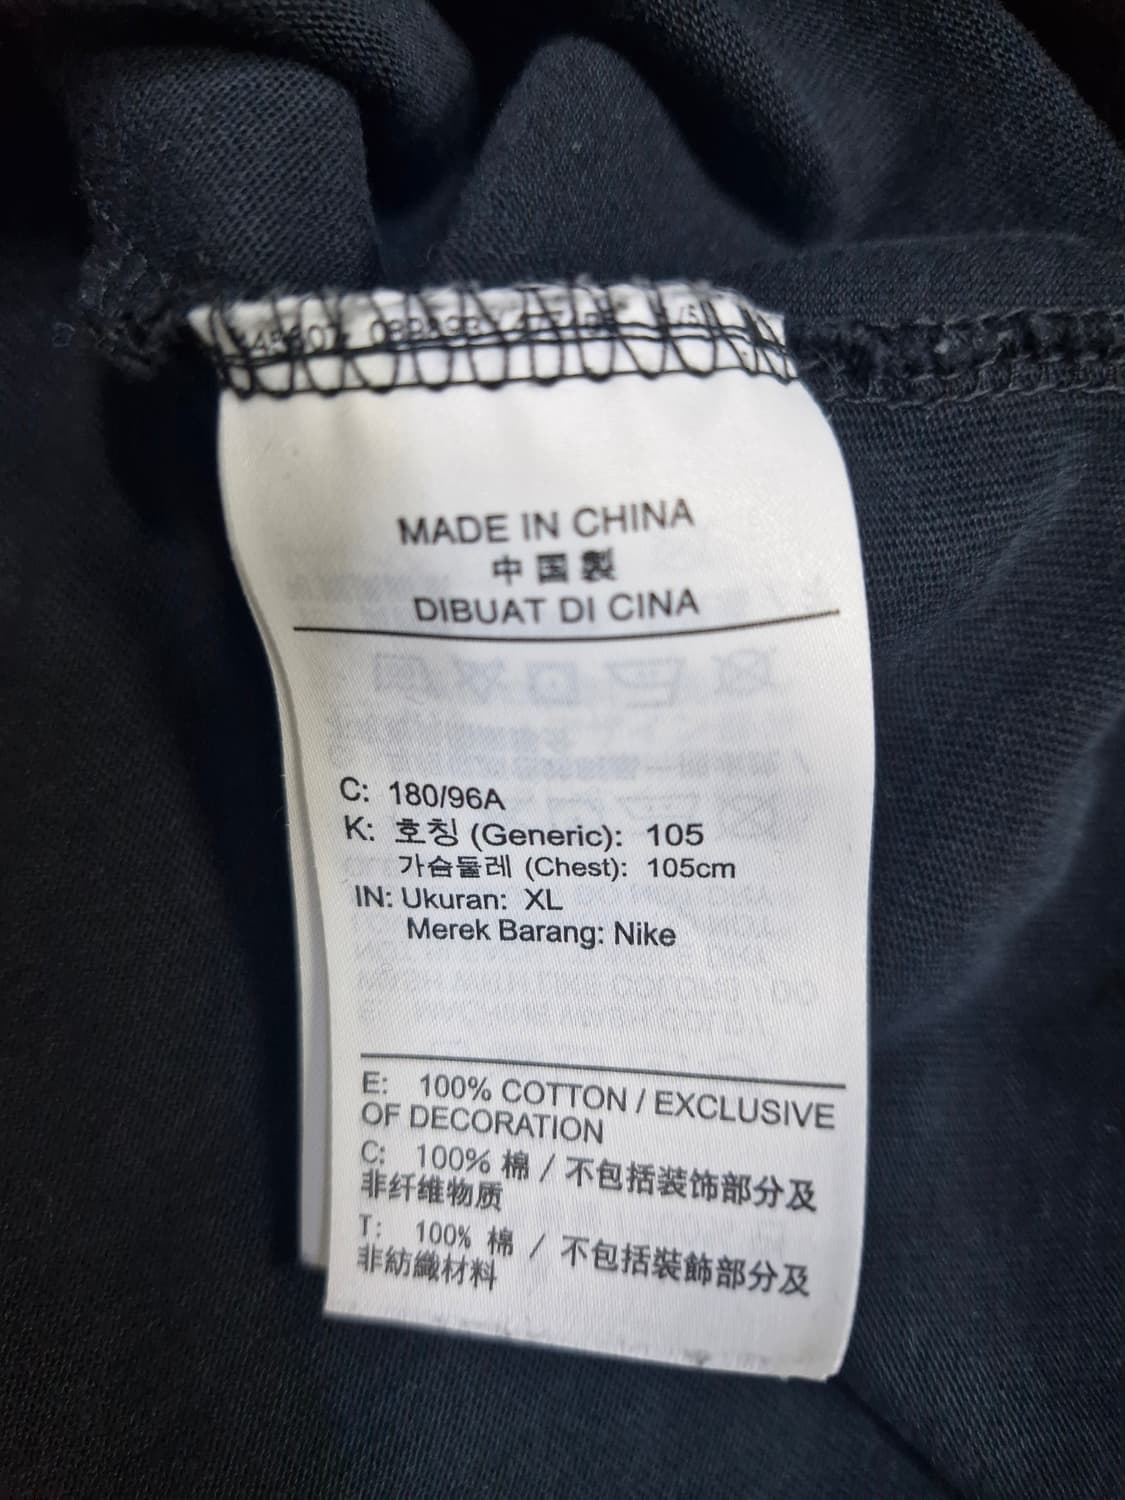 MADE IN CHINA
中国製
DIBUAT DI CINA
C: 180/96A
K: 호칭 (Generic): 105
가슴둘레 (Chest): 105cm
IN: Ukuran: XL
Merek Barang: Nike
E: 100% COTTON / EXCLUSIVE
OF DECORATION
C: 100% 棉 / 不包括装饰部分及
非纤维物质
T: 100% 棉 / 不包括裝飾部分及
非紡織材料